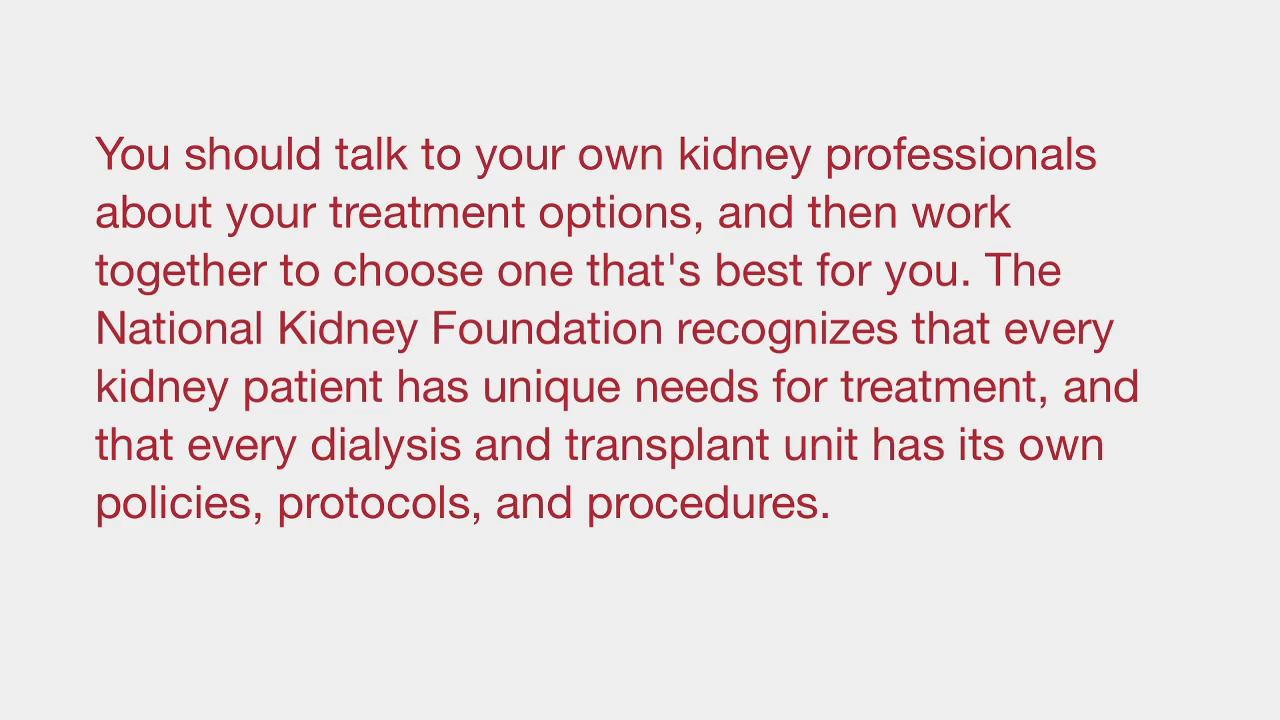 You should talk to your own kidney professionals
about your treatment options, and then work
together to choose one that's best for you. The
National Kidney Foundation recognizes that every
kidney patient has unique needs for treatment, and
that every dialysis and transplant unit has its own
policies, protocols, and procedures.